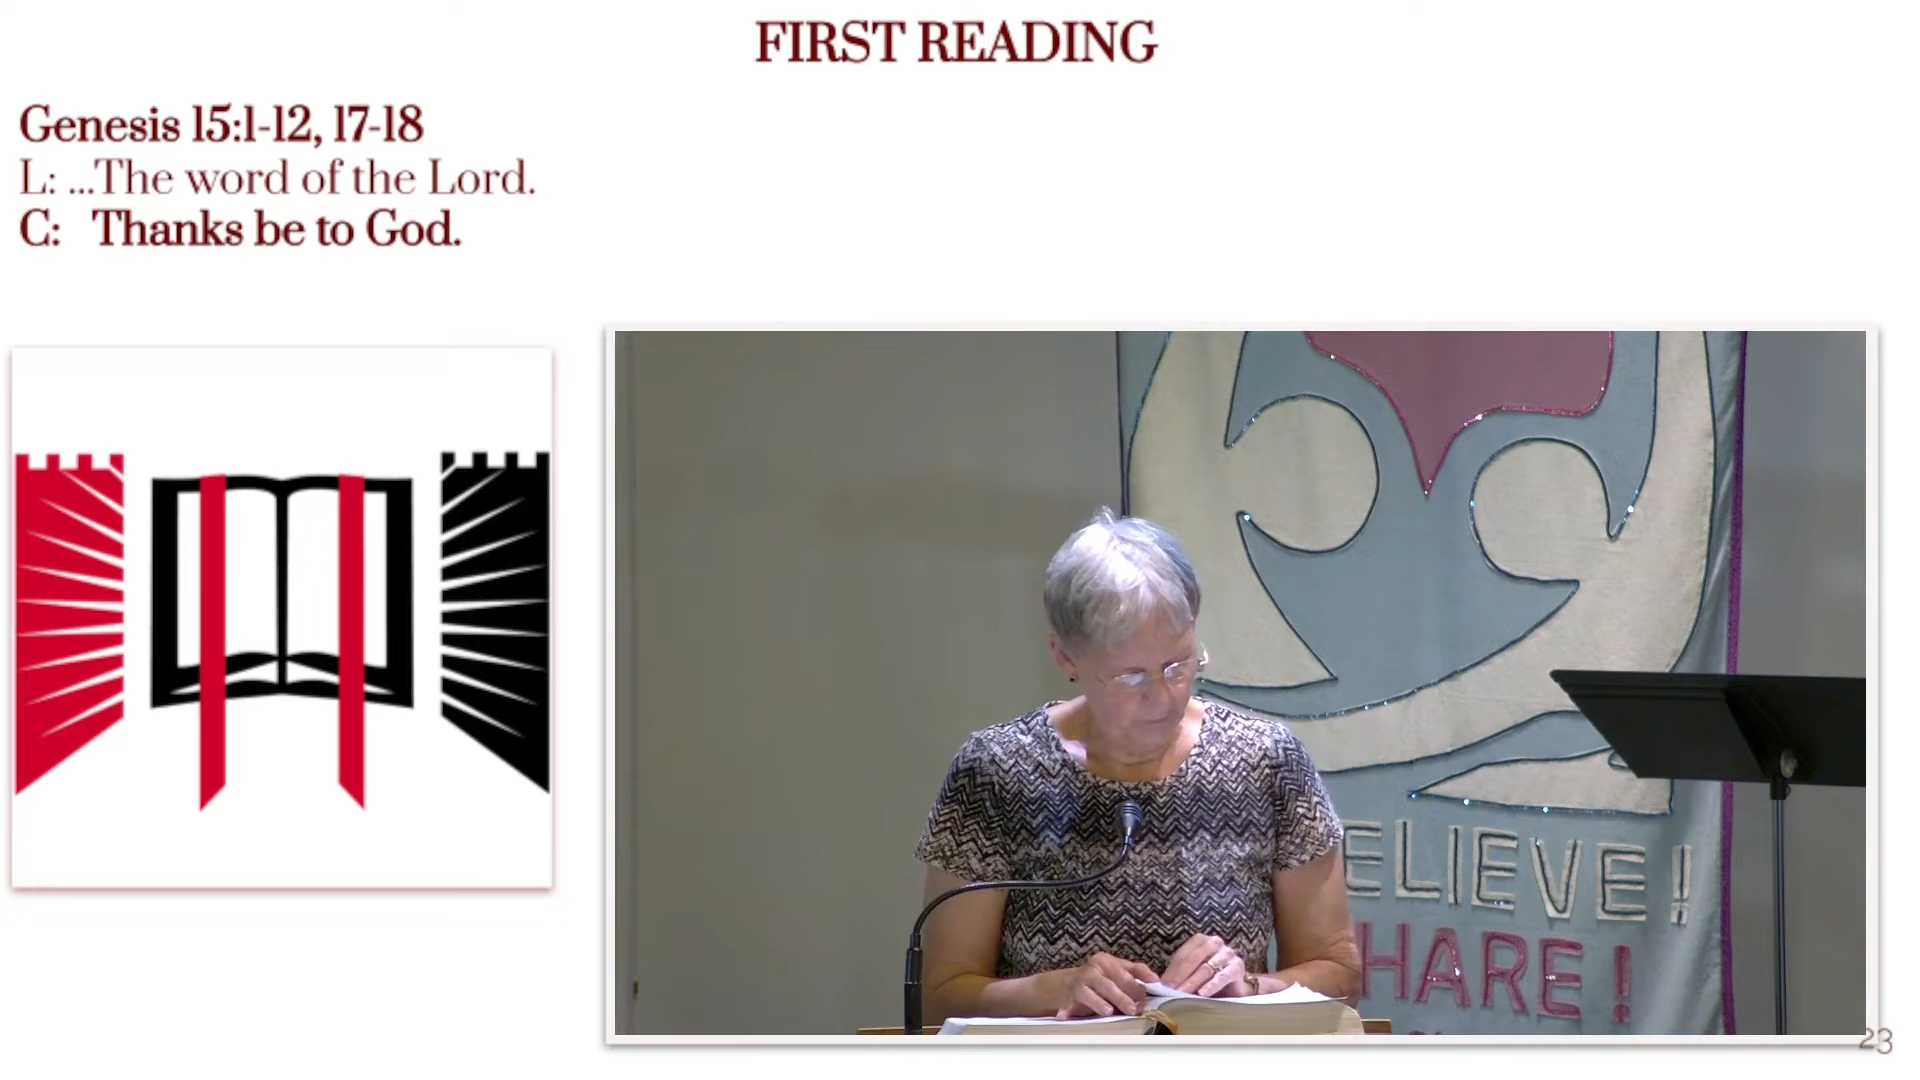 FIRST READING
Genesis 15:1-12, 17-18
L: ...The word of the Lord.
C: Thanks be to God.
ELIEVE!
HARE!
23